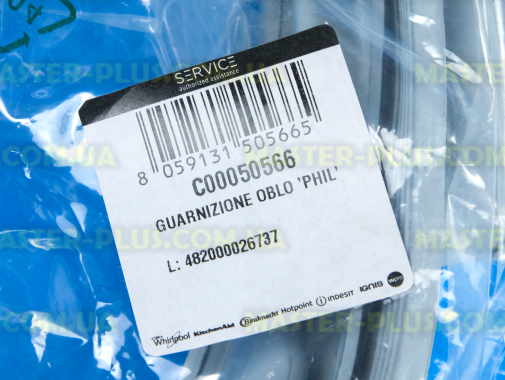 SERVICE
authorized assistance
8 059131 505665
C00050566
GUARNIZIONE OBLO 'PHIL'
L: 482000026737
Whirlpool KitchenAid Bauknecht Hotpoint indesit IGNIS
MASTER-PLUS.COM.UA